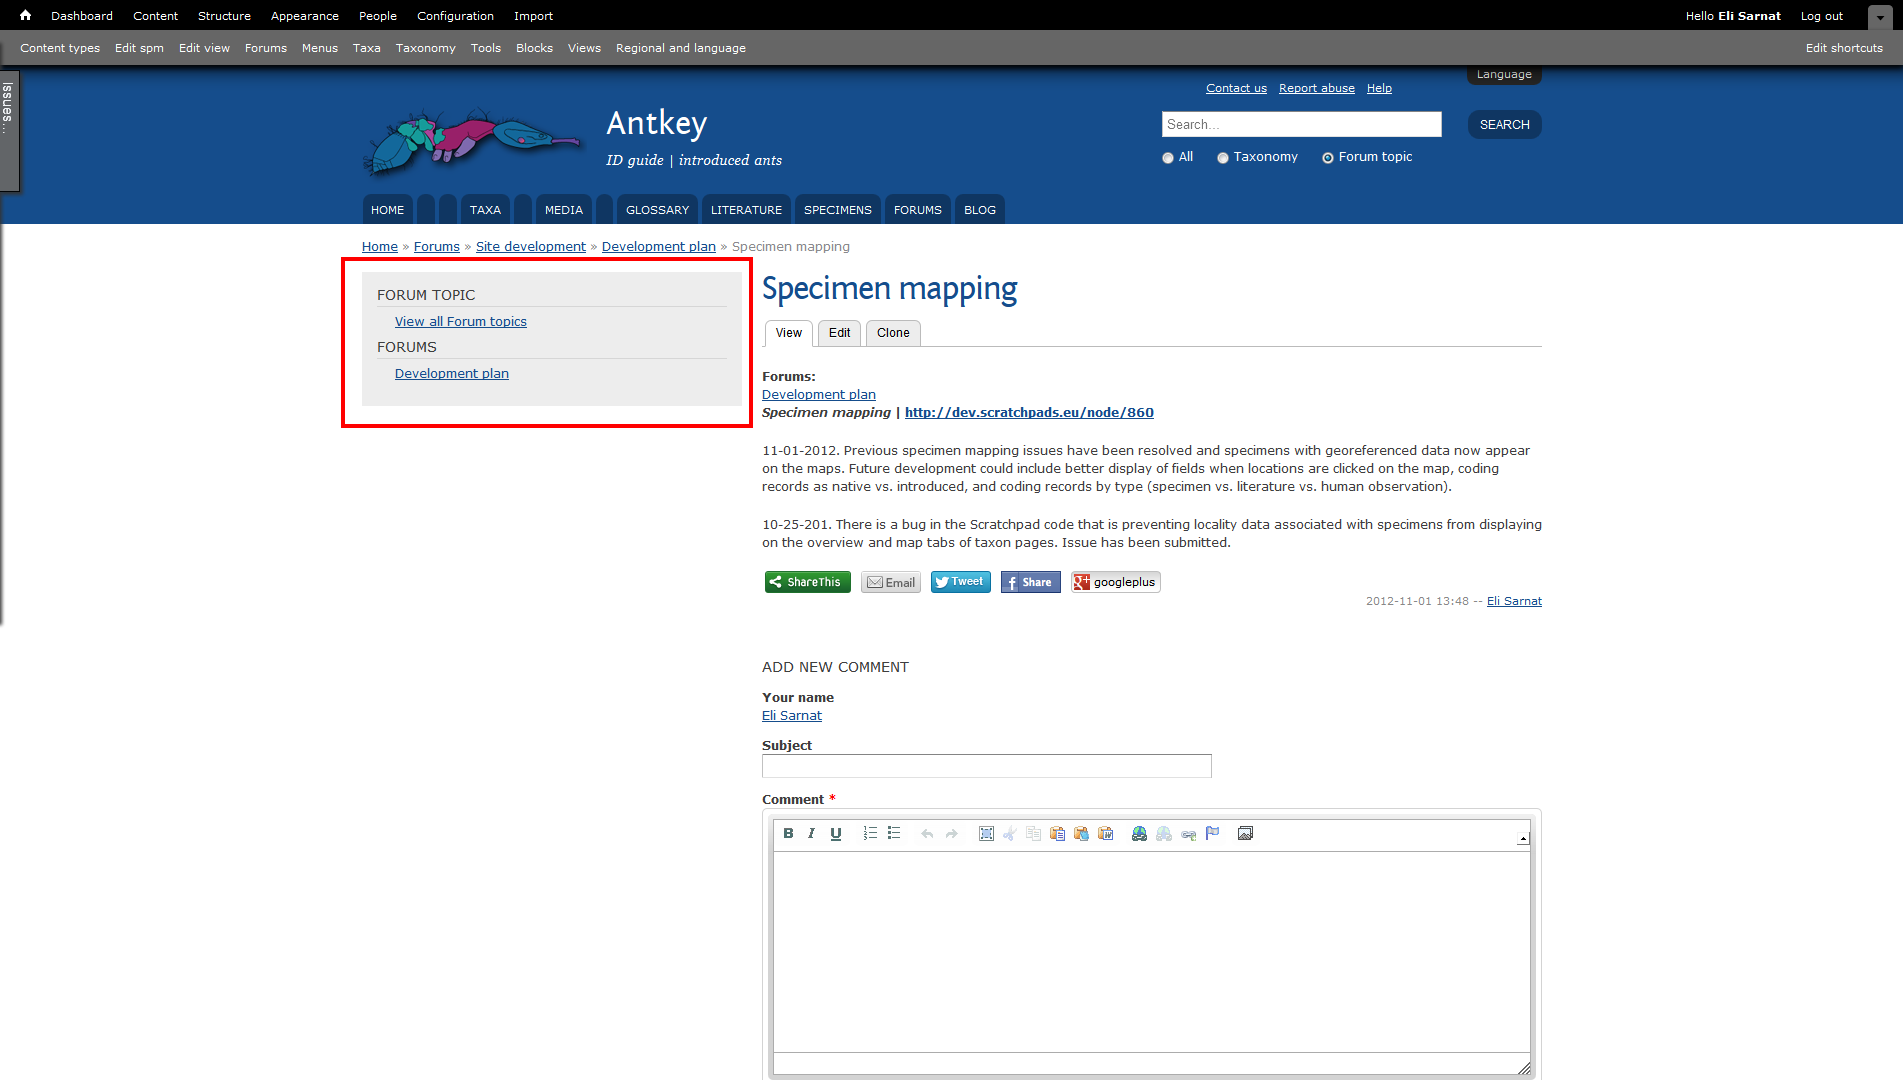 Dashboard Content Structure Appearance People Configuration Import Hello Eli Sarnat Log out
Content types Edit spm Edit view Forums Menus Taxa Taxonomy Tools Blocks Views Regional and language Edit shortcuts
Issues...
Language
Contact us Report abuse Help
Antkey
ID guide | introduced ants
Search...
SEARCH
All Taxonomy Forum topic
HOME TAXA MEDIA GLOSSARY LITERATURE SPECIMENS FORUMS BLOG
Home » Forums » Site development » Development plan » Specimen mapping
FORUM TOPIC
View all Forum topics
FORUMS
Development plan
Specimen mapping
View Edit Clone
Forums:
Development plan
Specimen mapping | http://dev.scratchpads.eu/node/860
11-01-2012. Previous specimen mapping issues have been resolved and specimens with georeferenced data now appear
on the maps. Future development could include better display of fields when locations are clicked on the map, coding
records as native vs. introduced, and coding records by type (specimen vs. literature vs. human observation).
10-25-201. There is a bug in the Scratchpad code that is preventing locality data associated with specimens from displaying
on the overview and map tabs of taxon pages. Issue has been submitted.
ShareThis Email Tweet Share googleplus
2012-11-01 13:48 -- Eli Sarnat
ADD NEW COMMENT
Your name
Eli Sarnat
Subject
Comment *
B I U